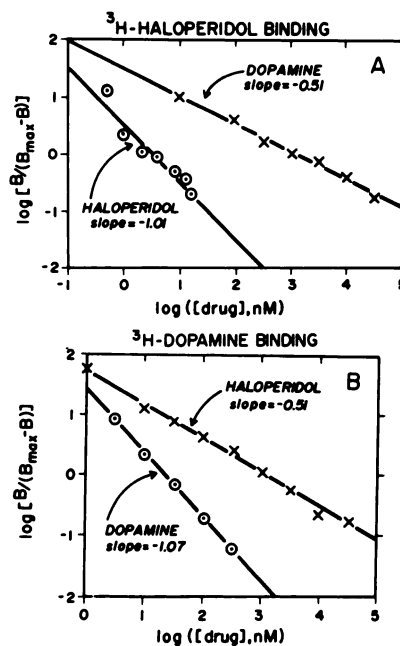 ³H-HALOPERIDOL BINDING
A
DOPAMINE
slope=-0.51
HALOPERIDOL
slope=-1.01
log [B/(Bmax-B)]
2
1
0
-1
-2
-1 0 1 2 3 4 5
log ([drug], nM)
³H-DOPAMINE BINDING
B
HALOPERIDOL
slope=-0.51
DOPAMINE
slope=-1.07
log [B/(Bmax-B)]
2
1
0
-1
-2
0 1 2 3 4 5
log ([drug], nM)